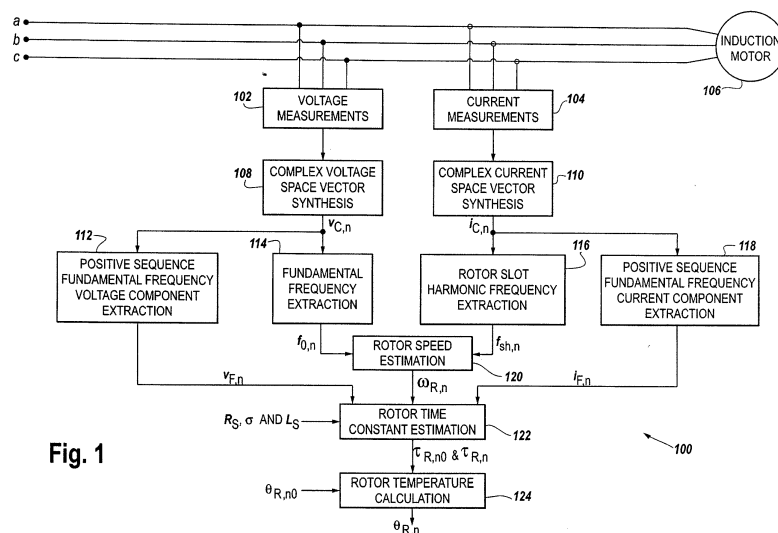 a
b
c
INDUCTION
MOTOR
106
102
VOLTAGE
MEASUREMENTS
CURRENT
MEASUREMENTS
104
108
COMPLEX VOLTAGE
SPACE VECTOR
SYNTHESIS
COMPLEX CURRENT
SPACE VECTOR
SYNTHESIS
110
vC,n
iC,n
112
POSITIVE SEQUENCE
FUNDAMENTAL FREQUENCY
VOLTAGE COMPONENT
EXTRACTION
114
FUNDAMENTAL
FREQUENCY
EXTRACTION
116
ROTOR SLOT
HARMONIC FREQUENCY
EXTRACTION
118
POSITIVE SEQUENCE
FUNDAMENTAL FREQUENCY
CURRENT COMPONENT
EXTRACTION
f0,n
fsh,n
ROTOR SPEED
ESTIMATION
120
vF,n
ωR,n
iF,n
RS, σ AND LS
ROTOR TIME
CONSTANT ESTIMATION
122
τR,n0 & τR,n
Fig. 1
100
θR,n0
ROTOR TEMPERATURE
CALCULATION
124
θR,n